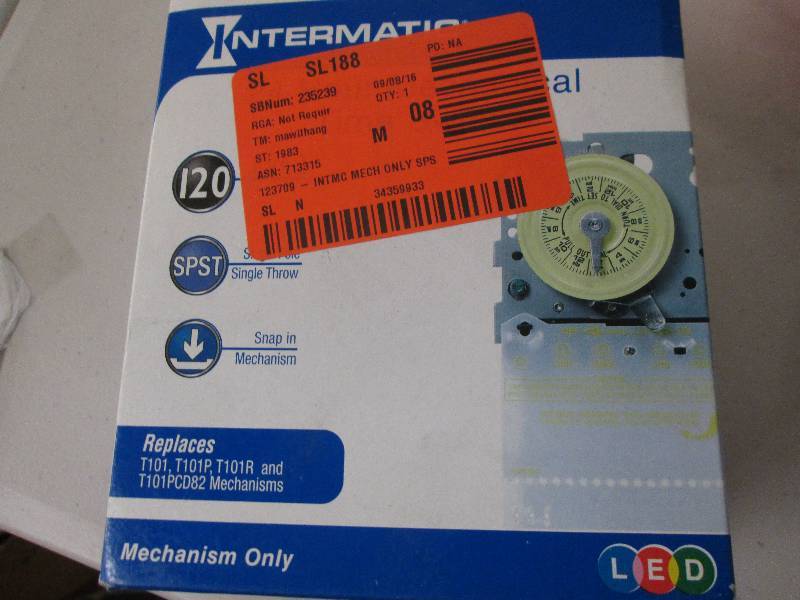 INTERMATIC
SL SL188
PO: NA
SBNum: 235239
09/08/16
RGA: Not Requir
QTY: 1
TM: mawithang
M 08
ST: 1983
ASN: 713315
123709 - INTMC MECH ONLY SPS
SL N 34359933
cal
120
SPST
Single Throw
Snap in
Mechanism
Replaces
T101, T101P, T101R and
T101PCD82 Mechanisms
Mechanism Only
LED